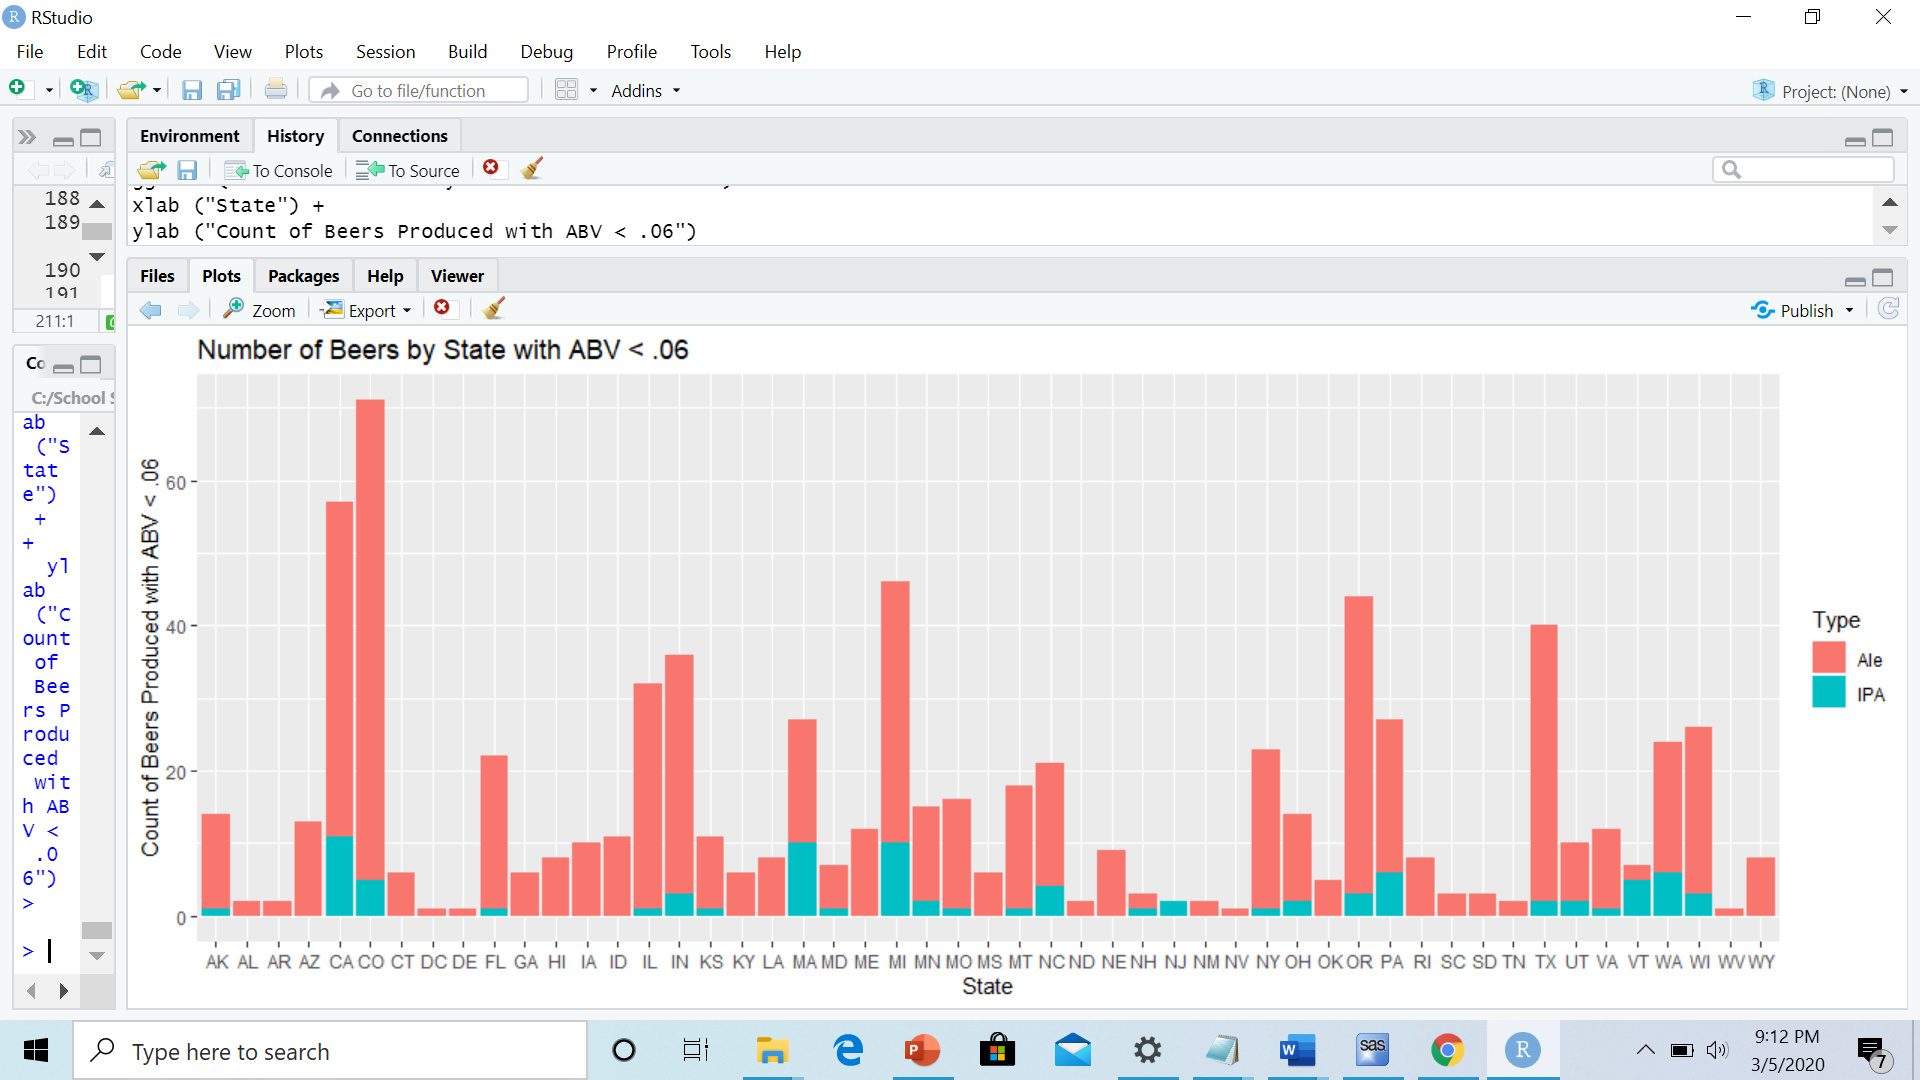 RStudio
File Edit Code View Plots Session Build Debug Profile Tools Help
Go to file/function Addins Project: (None)
Environment History Connections
To Console To Source
xlab ("State") +
ylab ("Count of Beers Produced with ABV < .06")
188
189
190
191
211:1
Files Plots Packages Help Viewer
Zoom Export Publish
Co
C:/School S
ab
("S
tat
e")
+
+
yl
ab
("C
ount
of
Bee
rs P
rodu
ced
wit
h AB
V <
.0
6")
>
>
Number of Beers by State with ABV < .06
Count of Beers Produced with ABV < .06
60
40
20
0
AK AL AR AZ CA CO CT DC DE FL GA HI IA ID IL IN KS KY LA MA MD ME MI MN MO MS MT NC ND NE NH NJ NM NV NY OH OK OR PA RI SC SD TN TX UT VA VT WA WI WV WY
State
Type
Ale
IPA
Type here to search
9:12 PM
3/5/2020
7